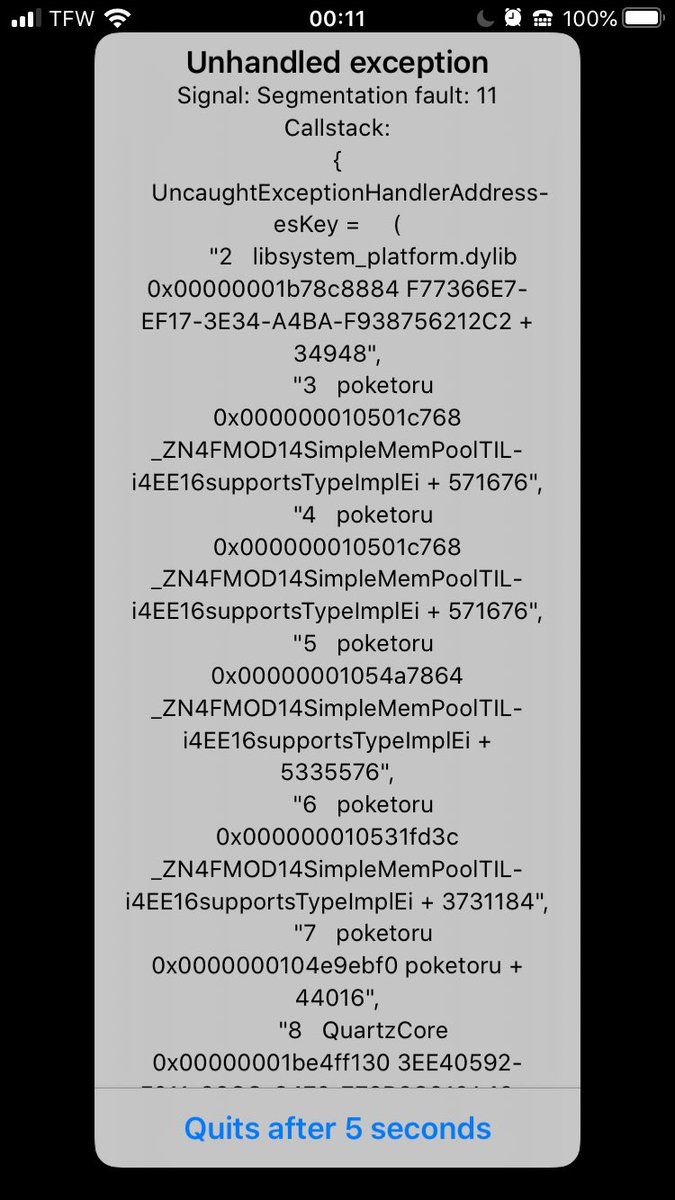 TFW 00:11 100%
Unhandled exception
Signal: Segmentation fault: 11
Callstack:
{
UncaughtExceptionHandlerAddress-
esKey = (
"2 libsystem_platform.dylib
0x00000001b78c8884 F77366E7-
EF17-3E34-A4BA-F938756212C2 +
34948",
"3 poketoru
0x000000010501c768
_ZN4FMOD14SimpleMemPoolTIL-
i4EE16supportsTypeImplEi + 571676",
"4 poketoru
0x000000010501c768
_ZN4FMOD14SimpleMemPoolTIL-
i4EE16supportsTypeImplEi + 571676",
"5 poketoru
0x00000001054a7864
_ZN4FMOD14SimpleMemPoolTIL-
i4EE16supportsTypeImplEi +
5335576",
"6 poketoru
0x000000010531fd3c
_ZN4FMOD14SimpleMemPoolTIL-
i4EE16supportsTypeImplEi + 3731184",
"7 poketoru
0x0000000104e9ebf0 poketoru +
44016",
"8 QuartzCore
0x00000001be4ff130 3EE40592-
Quits after 5 seconds